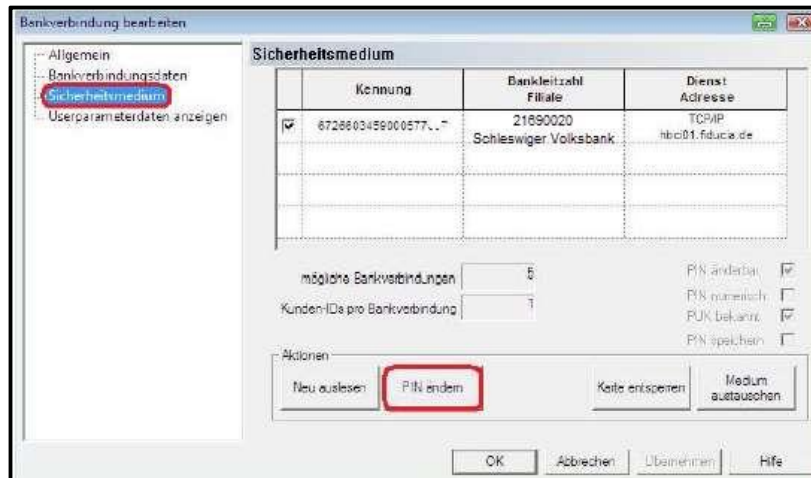 Bankverbindung bearbeiten
Allgemein
Bankverbindungsdaten
Sicherheitsmedium
Userparameterdaten anzeigen
Sicherheitsmedium
Kennung
Bankleitzahl
Filiale
Dienst
Adresse
21690020
Schleswiger Volksbank
TCP/IP
hbci01.fiducia.de
mögliche Bankverbindungen
5
Kunden-IDs pro Bankverbindung
1
PIN änderbar
PIN numerisch
PUK bekannt
PIN speichern
Aktionen
Neu auslesen
PIN ändern
Karte entsperren
Medium
austauschen
OK
Abbrechen
Übernehmen
Hilfe